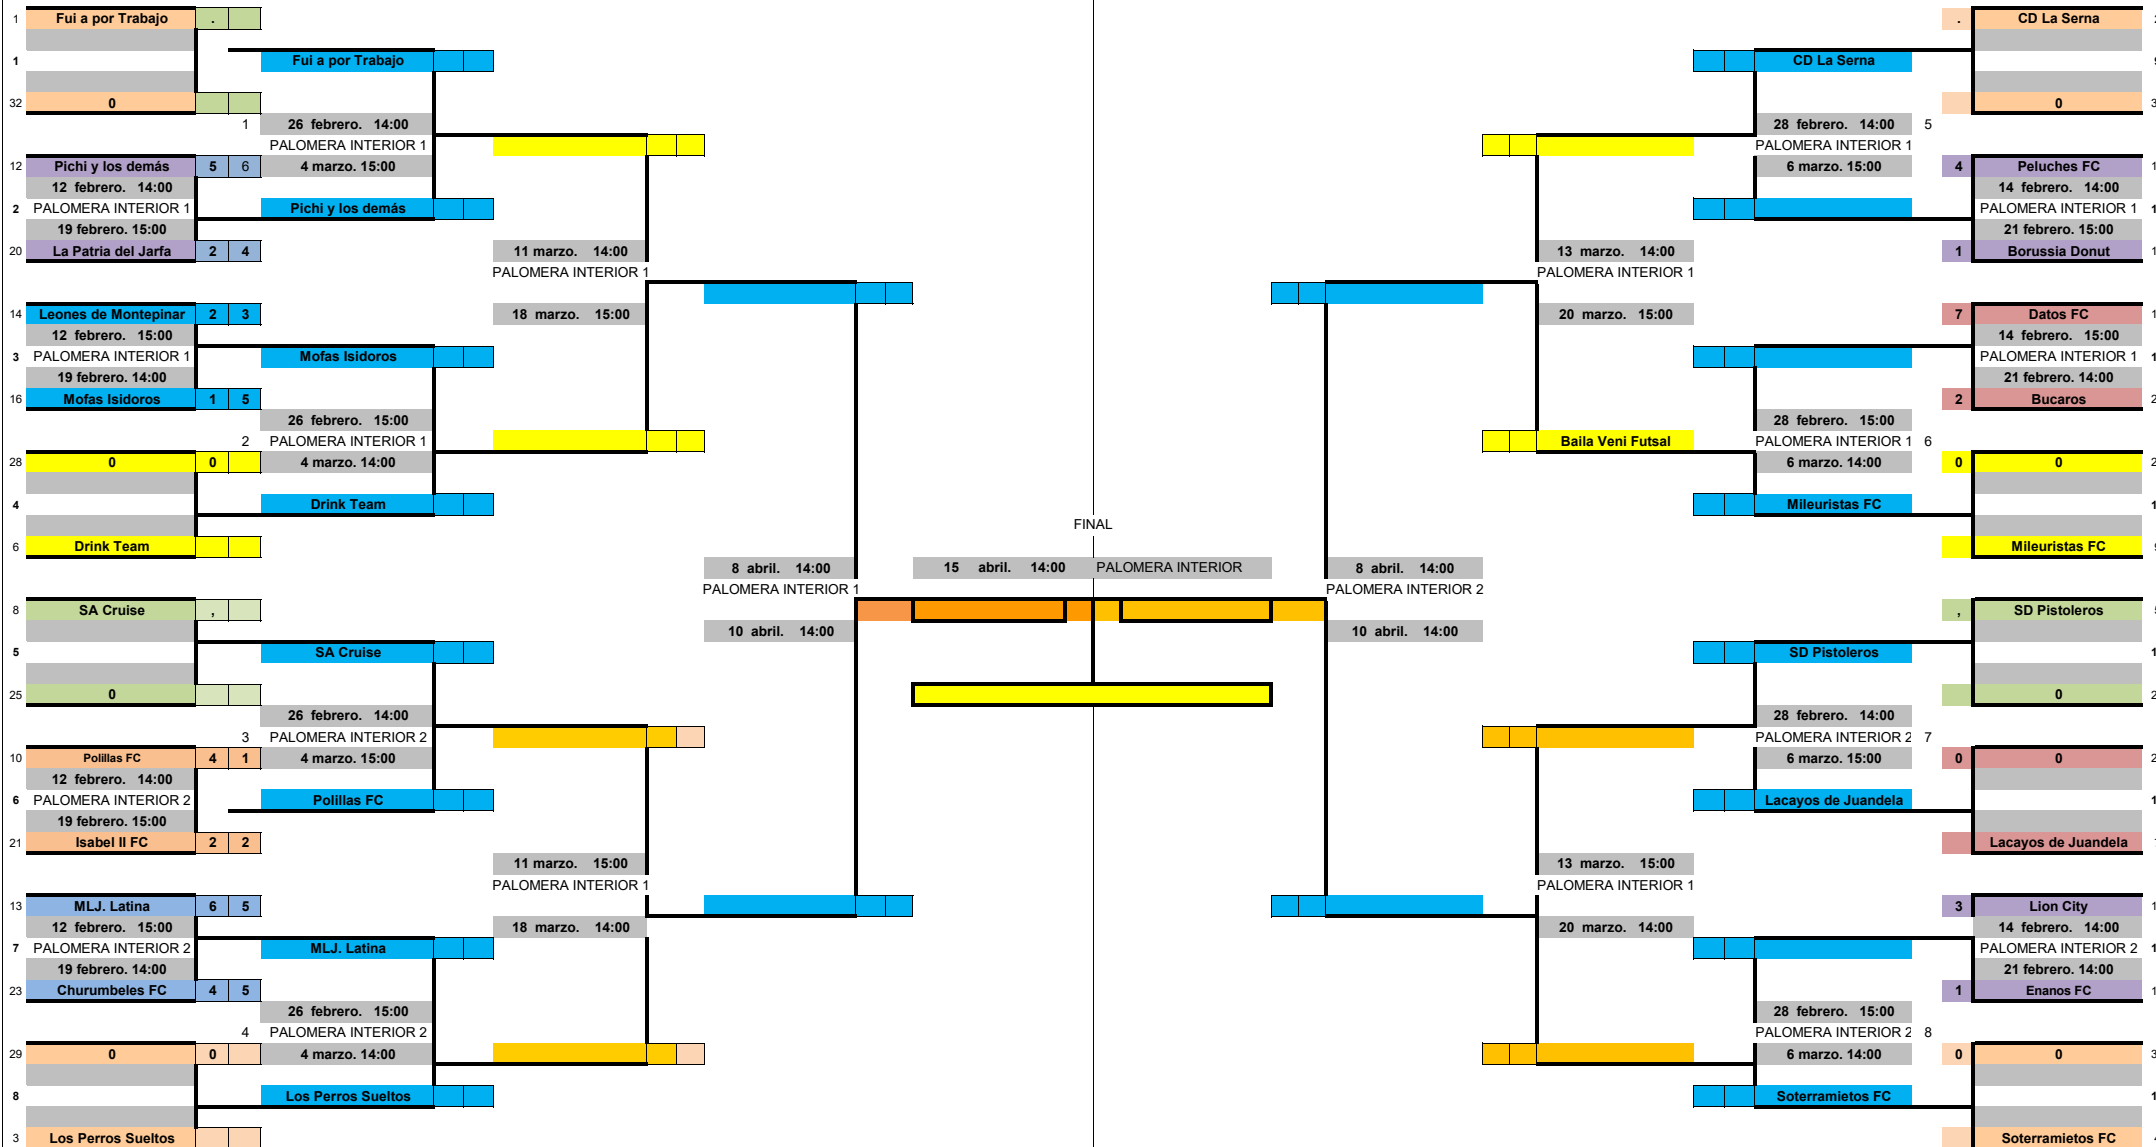 1 Fui a por Trabajo . . CD La Serna
1 Fui a por Trabajo CD La Serna
32 0 0
1 26 febrero. 14:00 28 febrero. 14:00 5
PALOMERA INTERIOR 1 PALOMERA INTERIOR 1
12 Pichi y los demás 5 6 4 marzo. 15:00 6 marzo. 15:00 4 Peluches FC
12 febrero. 14:00 14 febrero. 14:00
2 PALOMERA INTERIOR 1 Pichi y los demás PALOMERA INTERIOR 1
19 febrero. 15:00 21 febrero. 15:00
20 La Patria del Jarfa 2 4 11 marzo. 14:00 13 marzo. 14:00 1 Borussia Donut
PALOMERA INTERIOR 1 PALOMERA INTERIOR 1
14 Leones de Montepinar 2 3 18 marzo. 15:00 20 marzo. 15:00 7 Datos FC
12 febrero. 15:00 14 febrero. 15:00
3 PALOMERA INTERIOR 1 Mofas Isidoros PALOMERA INTERIOR 1
19 febrero. 14:00 21 febrero. 14:00
16 Mofas Isidoros 1 5 2 Bucaros
26 febrero. 15:00 28 febrero. 15:00
2 PALOMERA INTERIOR 1 Baila Veni Futsal PALOMERA INTERIOR 1 6
28 0 0 4 marzo. 14:00 6 marzo. 14:00 0 0
4 Drink Team Mileuristas FC
FINAL
6 Drink Team Mileuristas FC
8 abril. 14:00 15 abril. 14:00 PALOMERA INTERIOR 8 abril. 14:00
PALOMERA INTERIOR 1 PALOMERA INTERIOR 2
8 SA Cruise , , SD Pistoleros
10 abril. 14:00 10 abril. 14:00
5 SA Cruise SD Pistoleros
25 0 0
26 febrero. 14:00 28 febrero. 14:00
3 PALOMERA INTERIOR 2 PALOMERA INTERIOR 2 7
10 Polillas FC 4 1 4 marzo. 15:00 6 marzo. 15:00 0 0
12 febrero. 14:00
6 PALOMERA INTERIOR 2 Polillas FC Lacayos de Juandela
19 febrero. 15:00
21 Isabel II FC 2 2 Lacayos de Juandela
11 marzo. 15:00 13 marzo. 15:00
PALOMERA INTERIOR 1 PALOMERA INTERIOR 1
13 MLJ. Latina 6 5 3 Lion City
12 febrero. 15:00 18 marzo. 14:00 20 marzo. 14:00 14 febrero. 14:00
7 PALOMERA INTERIOR 2 MLJ. Latina PALOMERA INTERIOR 2
19 febrero. 14:00 21 febrero. 14:00
23 Churumbeles FC 4 5 1 Enanos FC
26 febrero. 15:00 28 febrero. 15:00
4 PALOMERA INTERIOR 2 PALOMERA INTERIOR 2 8
29 0 0 4 marzo. 14:00 6 marzo. 14:00 0 0
8 Los Perros Sueltos Soterramietos FC
3 Los Perros Sueltos Soterramietos FC